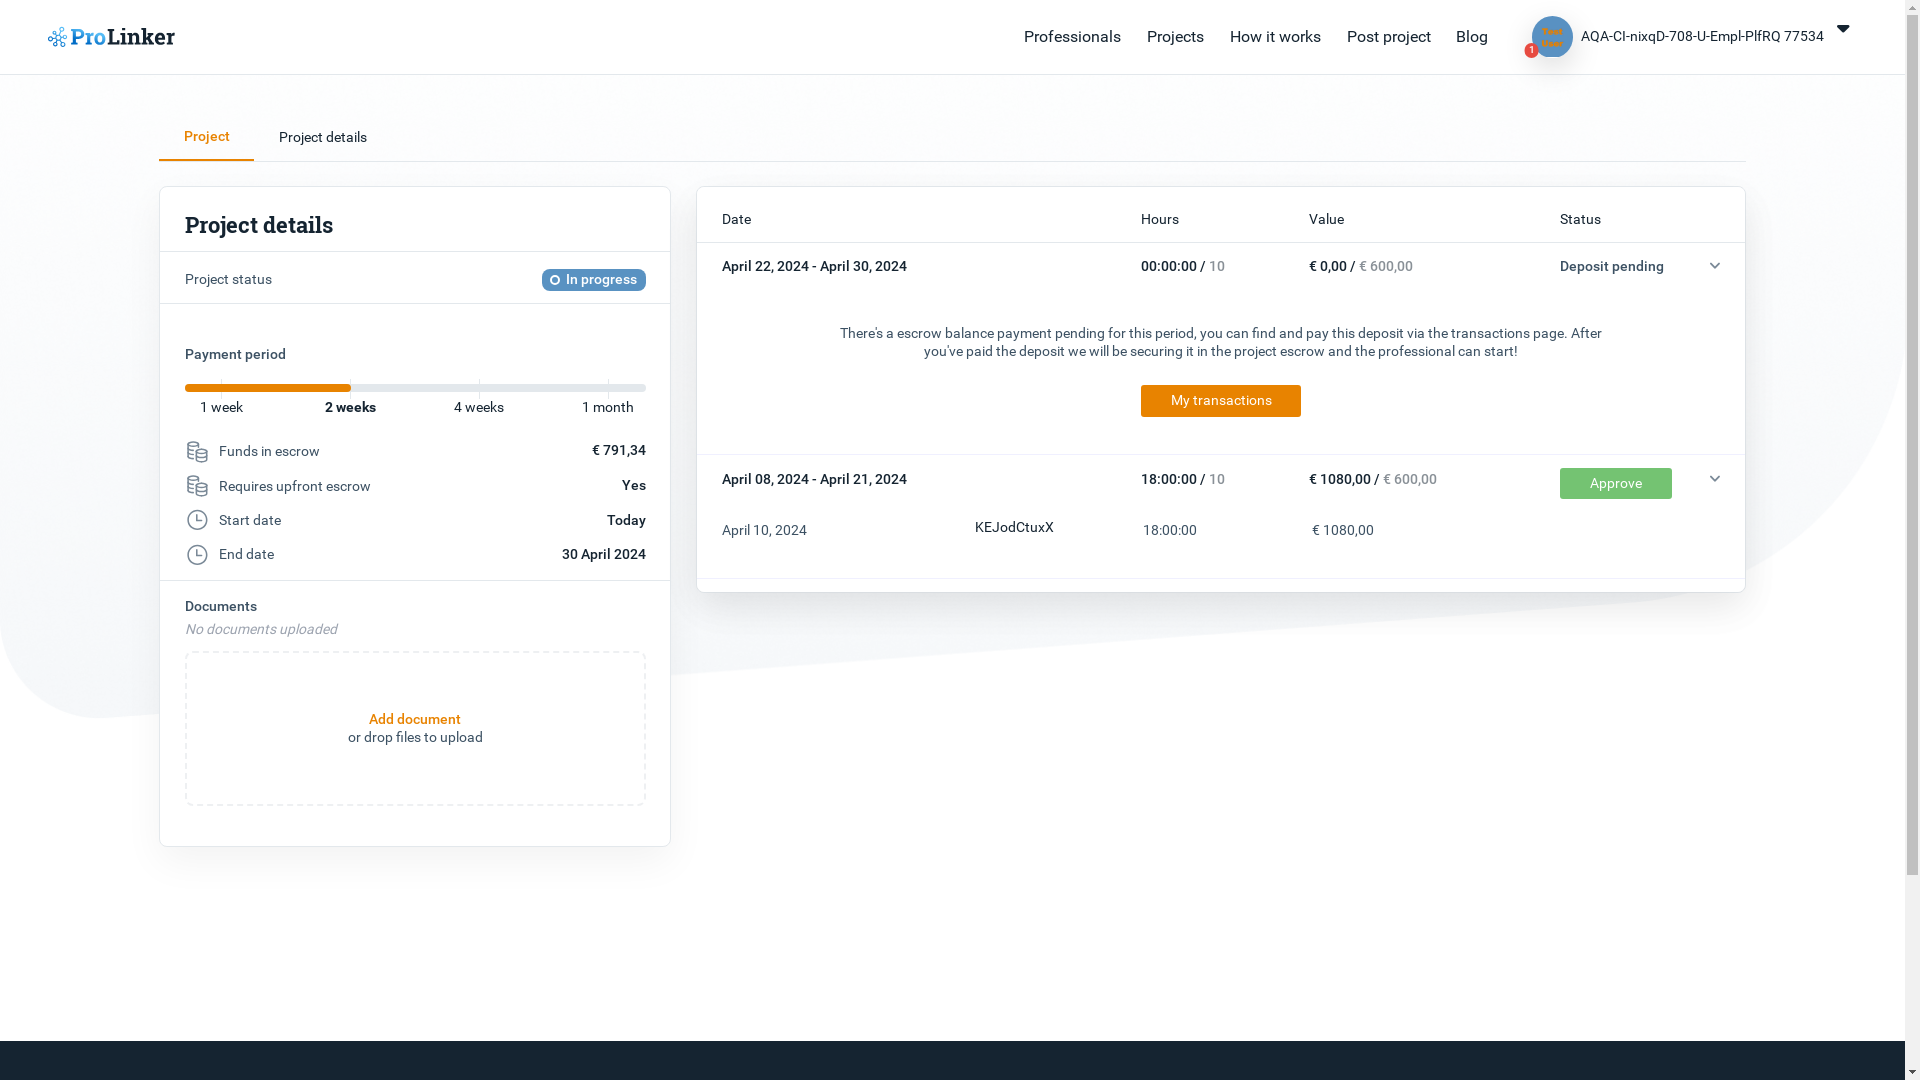 ProLinker
Professionals
Projects
How it works
Post project
Blog
Test
User
1
AQA-CI-nixqD-708-U-Empl-PlfRQ 77534
Project
Project details
Project details
Project status
In progress
Payment period
1 week
2 weeks
4 weeks
1 month
Funds in escrow
€ 791,34
Requires upfront escrow
Yes
Start date
Today
End date
30 April 2024
Documents
No documents uploaded
Add document
or drop files to upload
Date
Hours
Value
Status
April 22, 2024 - April 30, 2024
00:00:00 / 10
€ 0,00 / € 600,00
Deposit pending
There's a escrow balance payment pending for this period, you can find and pay this deposit via the transactions page. After
you've paid the deposit we will be securing it in the project escrow and the professional can start!
My transactions
April 08, 2024 - April 21, 2024
18:00:00 / 10
€ 1080,00 / € 600,00
Approve
April 10, 2024
KEJodCtuxX
18:00:00
€ 1080,00